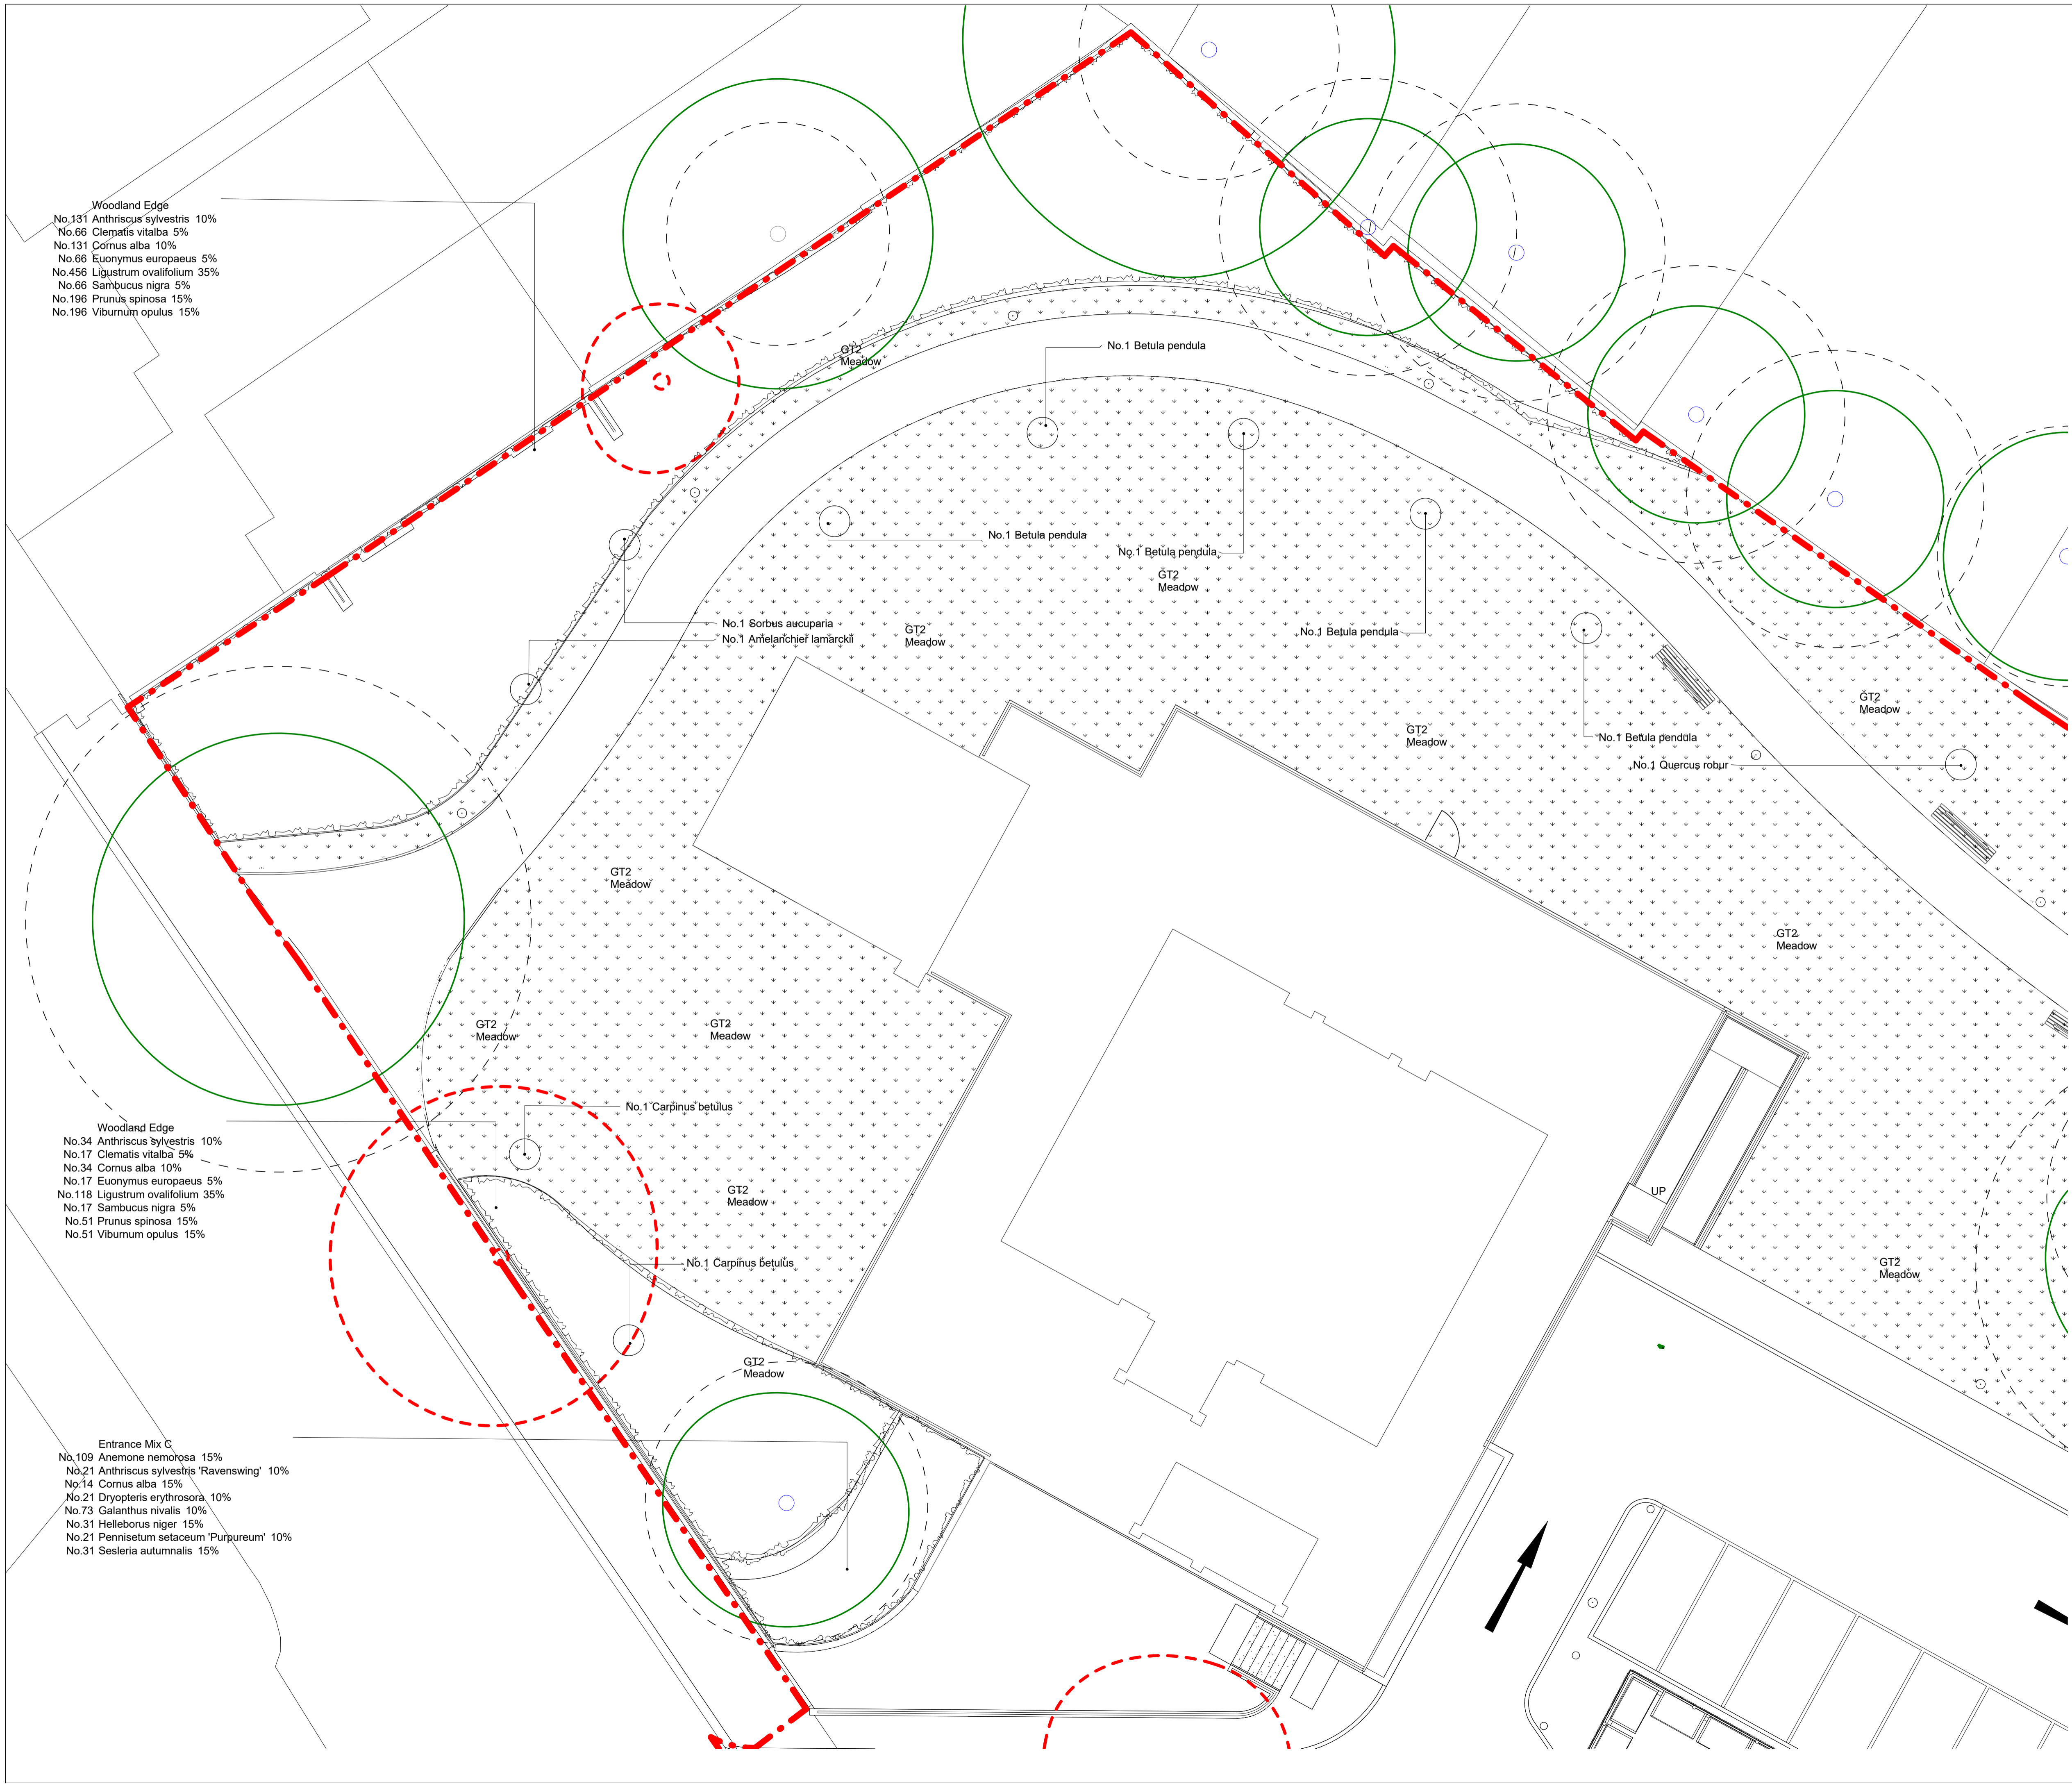 Woodland Edge
No.131 Anthriscus sylvestris 10%
No.66 Clematis vitalba 5%
No.131 Cornus alba 10%
No.66 Euonymus europaeus 5%
No.456 Ligustrum ovalifolium 35%
No.66 Sambucus nigra 5%
No.196 Prunus spinosa 15%
No.196 Viburnum opulus 15%
GT2
Meadow
No.1 Betula pendula
No.1 Betula pendula
No.1 Betula pendula
GT2
Meadow
No.1 Sorbus aucuparia
No.1 Amelanchier lamarckii
GT2
Meadow
No.1 Betula pendula
GT2
Meadow
GT2
Meadow
No.1 Betula pendula
No.1 Quercus robur
GT2
Meadow
GT2
Meadow
GT2
Meadow
GT2
Meadow
No.1 Carpinus betulus
Woodland Edge
No.34 Anthriscus sylvestris 10%
No.17 Clematis vitalba 5%
No.34 Cornus alba 10%
No.17 Euonymus europaeus 5%
No.118 Ligustrum ovalifolium 35%
No.17 Sambucus nigra 5%
No.51 Prunus spinosa 15%
No.51 Viburnum opulus 15%
GT2
Meadow
UP
No.1 Carpinus betulus
GT2
Meadow
GT2
Meadow
Entrance Mix C
No.109 Anemone nemorosa 15%
No.21 Anthriscus sylvestris 'Ravenswing' 10%
No.14 Cornus alba 15%
No.21 Dryopteris erythrosora 10%
No.73 Galanthus nivalis 10%
No.31 Helleborus niger 15%
No.21 Pennisetum setaceum 'Purpureum' 10%
No.31 Sesleria autumnalis 15%